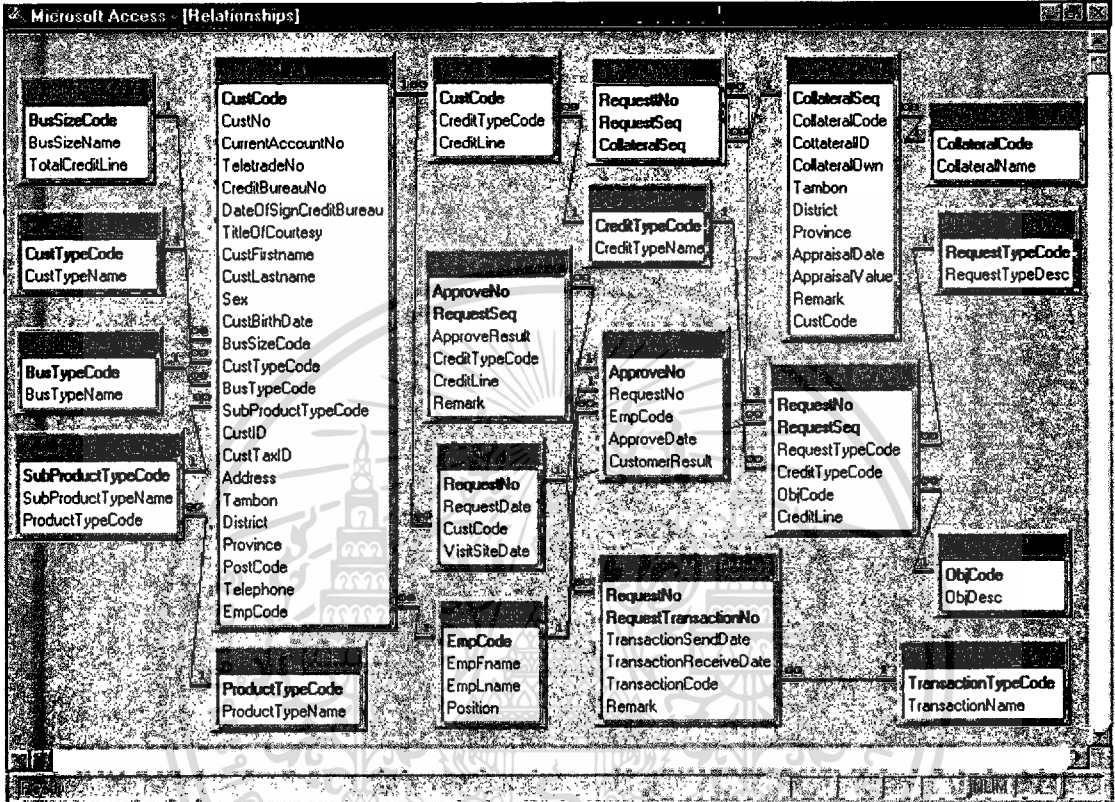 Microsoft Access - [Relationships]
BusSizeCode
BusSizeName
TotalCreditLine
CustTypeCode
CustTypeName
BusTypeCode
BusTypeName
SubProductTypeCode
SubProductTypeName
ProductTypeCode
CustCode
CustNo
CurrentAccountNo
TeletradeNo
CreditBureauNo
DateOfSignCreditBureau
TitleOfCourtesy
CustFirstname
CustLastname
Sex
CustBirthDate
BusSizeCode
CustTypeCode
BusTypeCode
SubProductTypeCode
CustID
CustTaxID
Address
Tambon
District
Province
PostCode
Telephone
EmpCode
ProductTypeCode
ProductTypeName
CustCode
CreditTypeCode
CreditLine
ApproveNo
RequestSeq
ApproveResult
CreditTypeCode
CreditLine
Remark
RequestNo
RequestDate
CustCode
VisitSiteDate
EmpCode
EmpFname
EmpLname
Position
RequestNo
RequestSeq
CollateralSeq
CreditTypeCode
CreditTypeName
ApproveNo
RequestNo
EmpCode
ApproveDate
CustomerResult
RequestNo
RequestTransactionNo
TransactionSendDate
TransactionReceiveDate
TransactionCode
Remark
CollateralSeq
CollateralCode
CottateralID
CollateralOwn
Tambon
District
Province
AppraisalDate
AppraisalValue
Remark
CustCode
RequestNo
RequestSeq
RequestTypeCode
CreditTypeCode
ObjCode
CreditLine
CollateralCode
CollateralName
RequestTypeCode
RequestTypeDesc
ObjCode
ObjDesc
TransactionTypeCode
TransactionName
NUM